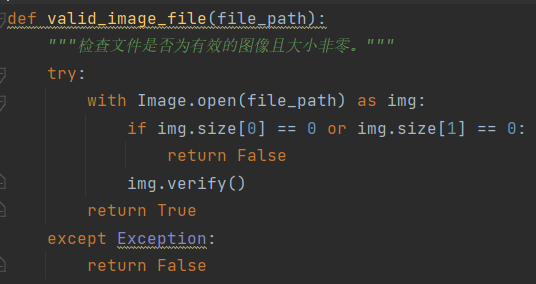 def valid_image_file(file_path):
    """检查文件是否为有效的图像且大小非零。"""
    try:
        with Image.open(file_path) as img:
            if img.size[0] == 0 or img.size[1] == 0:
                return False
            img.verify()
        return True
    except Exception:
        return False